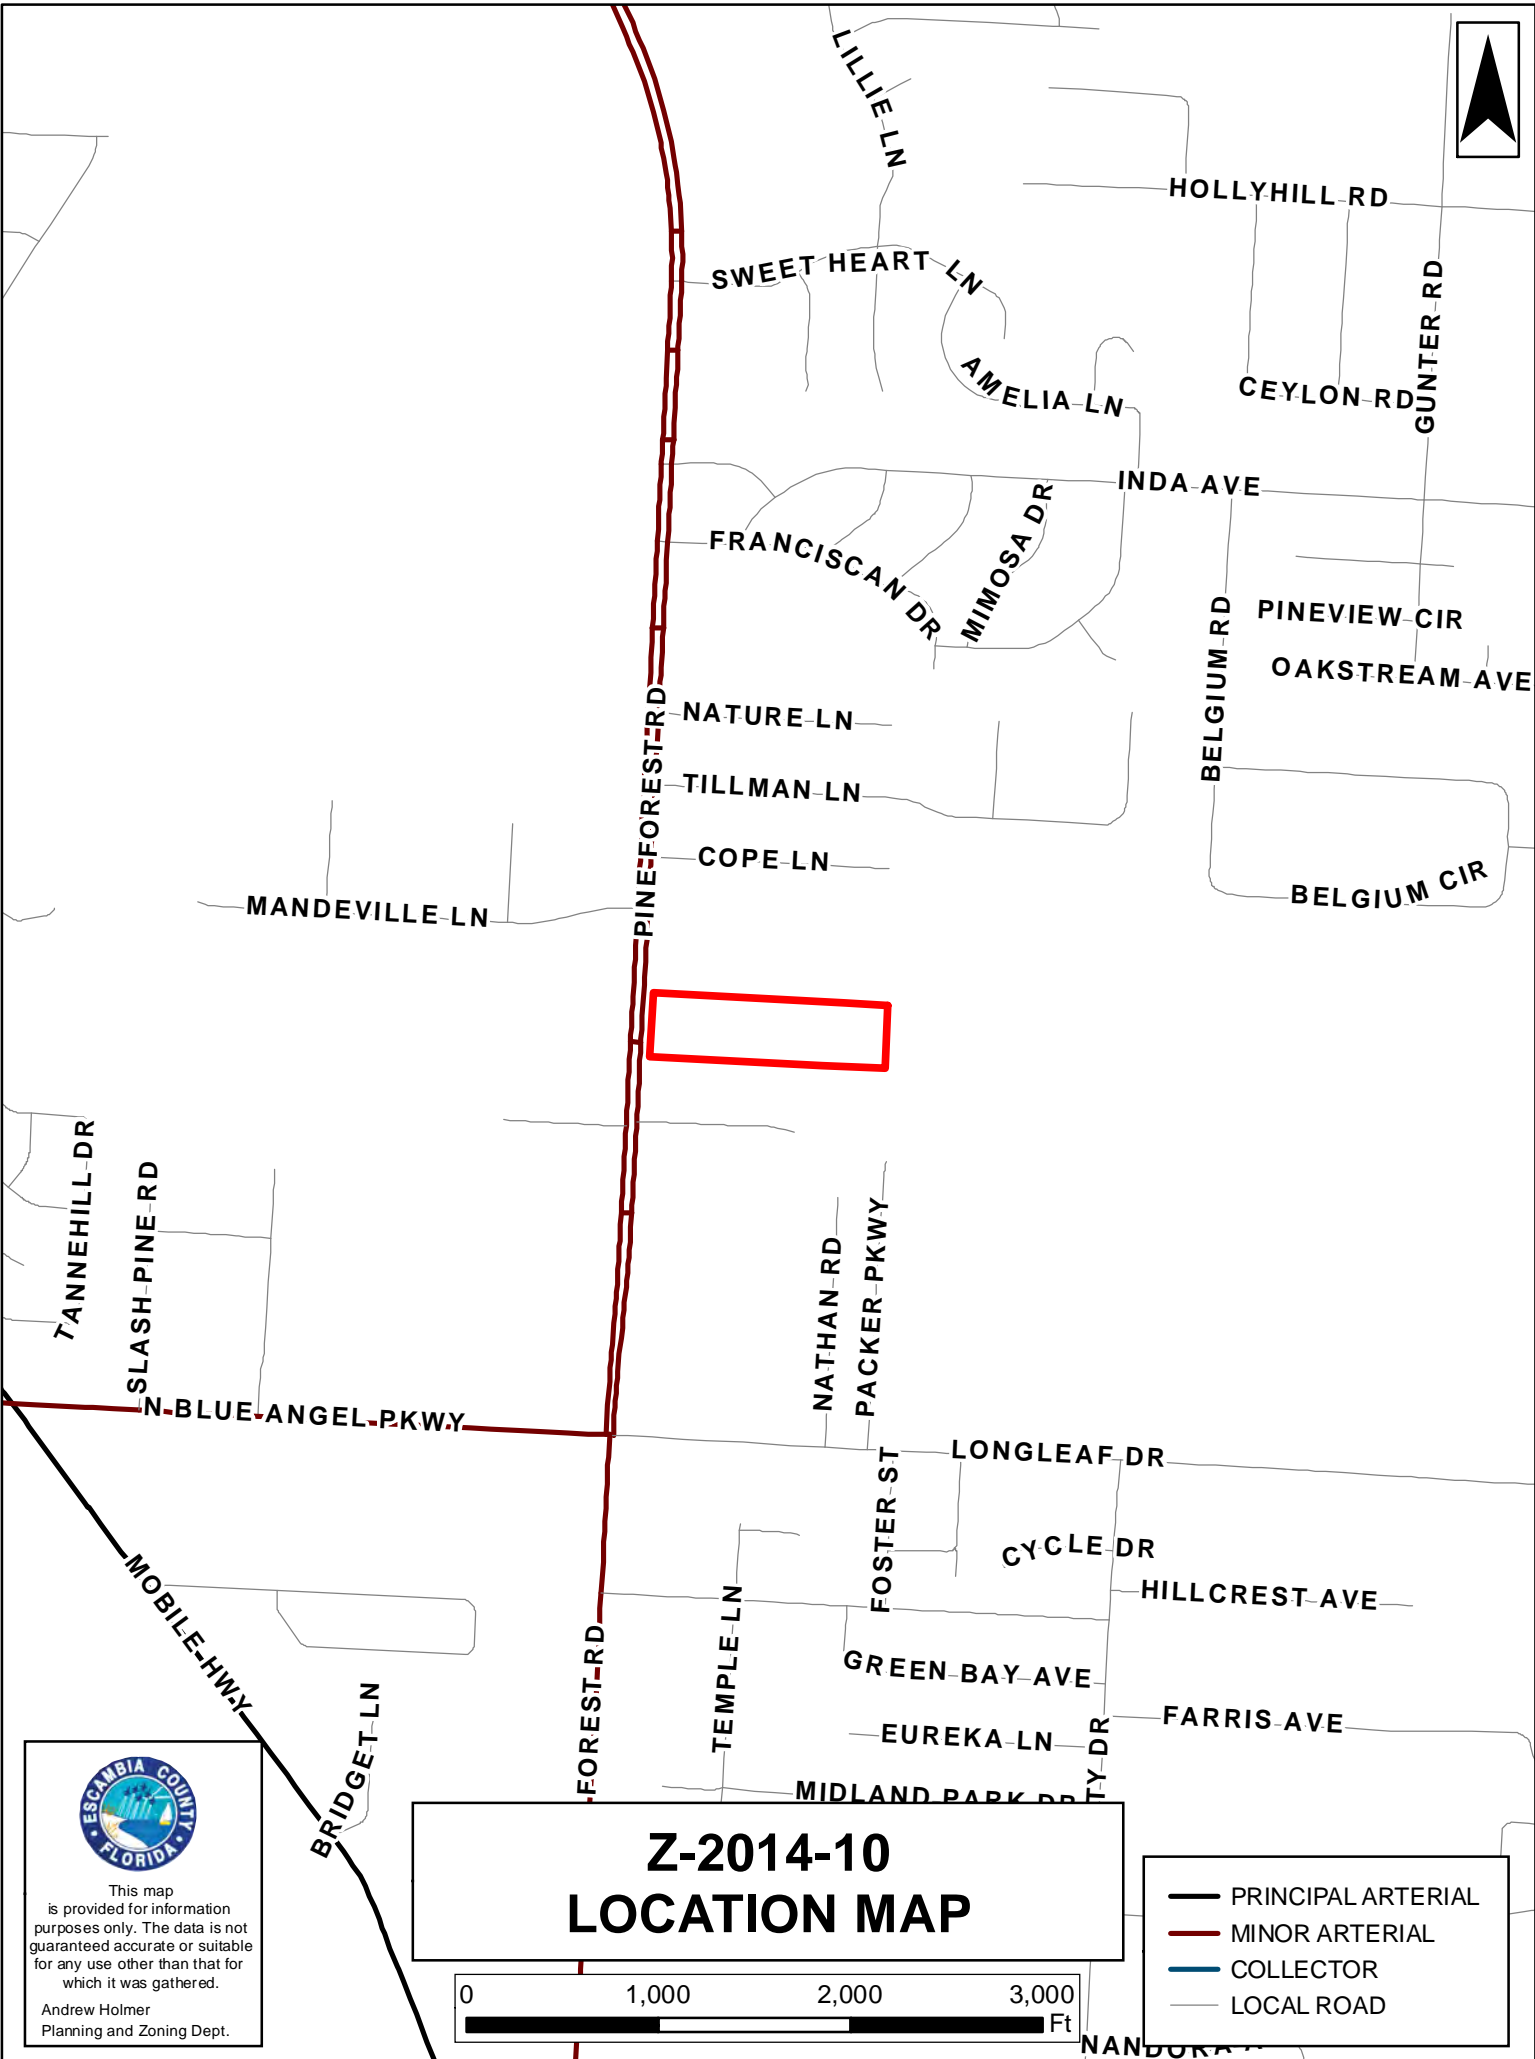 LILLIE LN
HOLLYHILL RD
SWEET HEART LN
GUNTER RD
AMELIA LN
CEYLON RD
INDA AVE
FRANCISCAN DR
MIMOSA DR
BELGIUM RD
PINEVIEW CIR
OAKSTREAM AVE
NATURE LN
PINE FOREST RD
TILLMAN LN
COPE LN
BELGIUM CIR
MANDEVILLE LN
TANNEHILL DR
SLASH PINE RD
NATHAN RD
PACKER PKWY
N BLUE ANGEL PKWY
LONGLEAF DR
FOSTER ST
CYCLE DR
HILLCREST AVE
MOBILE HWY
TEMPLE LN
FOREST RD
GREEN BAY AVE
BRIDGET LN
FARRIS AVE
EUREKA LN
TY DR
MIDLAND PARK DR
ESCAMBIA COUNTY
FLORIDA
This map
is provided for information
purposes only. The data is not
guaranteed accurate or suitable
for any use other than that for
which it was gathered.
Andrew Holmer
Planning and Zoning Dept.
Z-2014-10
LOCATION MAP
0 1,000 2,000 3,000
Ft
PRINCIPAL ARTERIAL
MINOR ARTERIAL
COLLECTOR
LOCAL ROAD